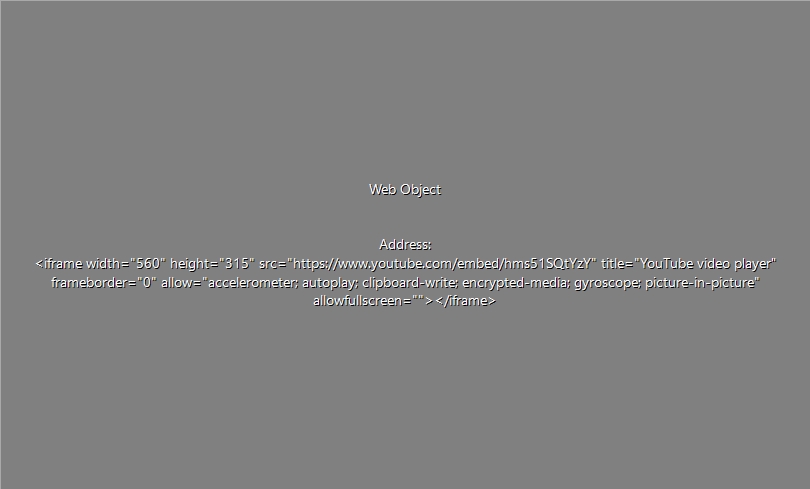 Web Object
Address:
<iframe width="560" height="315" src="https://www.youtube.com/embed/hms51SQtYzY" title="YouTube video player"
frameborder="0" allow="accelerometer; autoplay; clipboard-write; encrypted-media; gyroscope; picture-in-picture"
allowfullscreen=""></iframe>